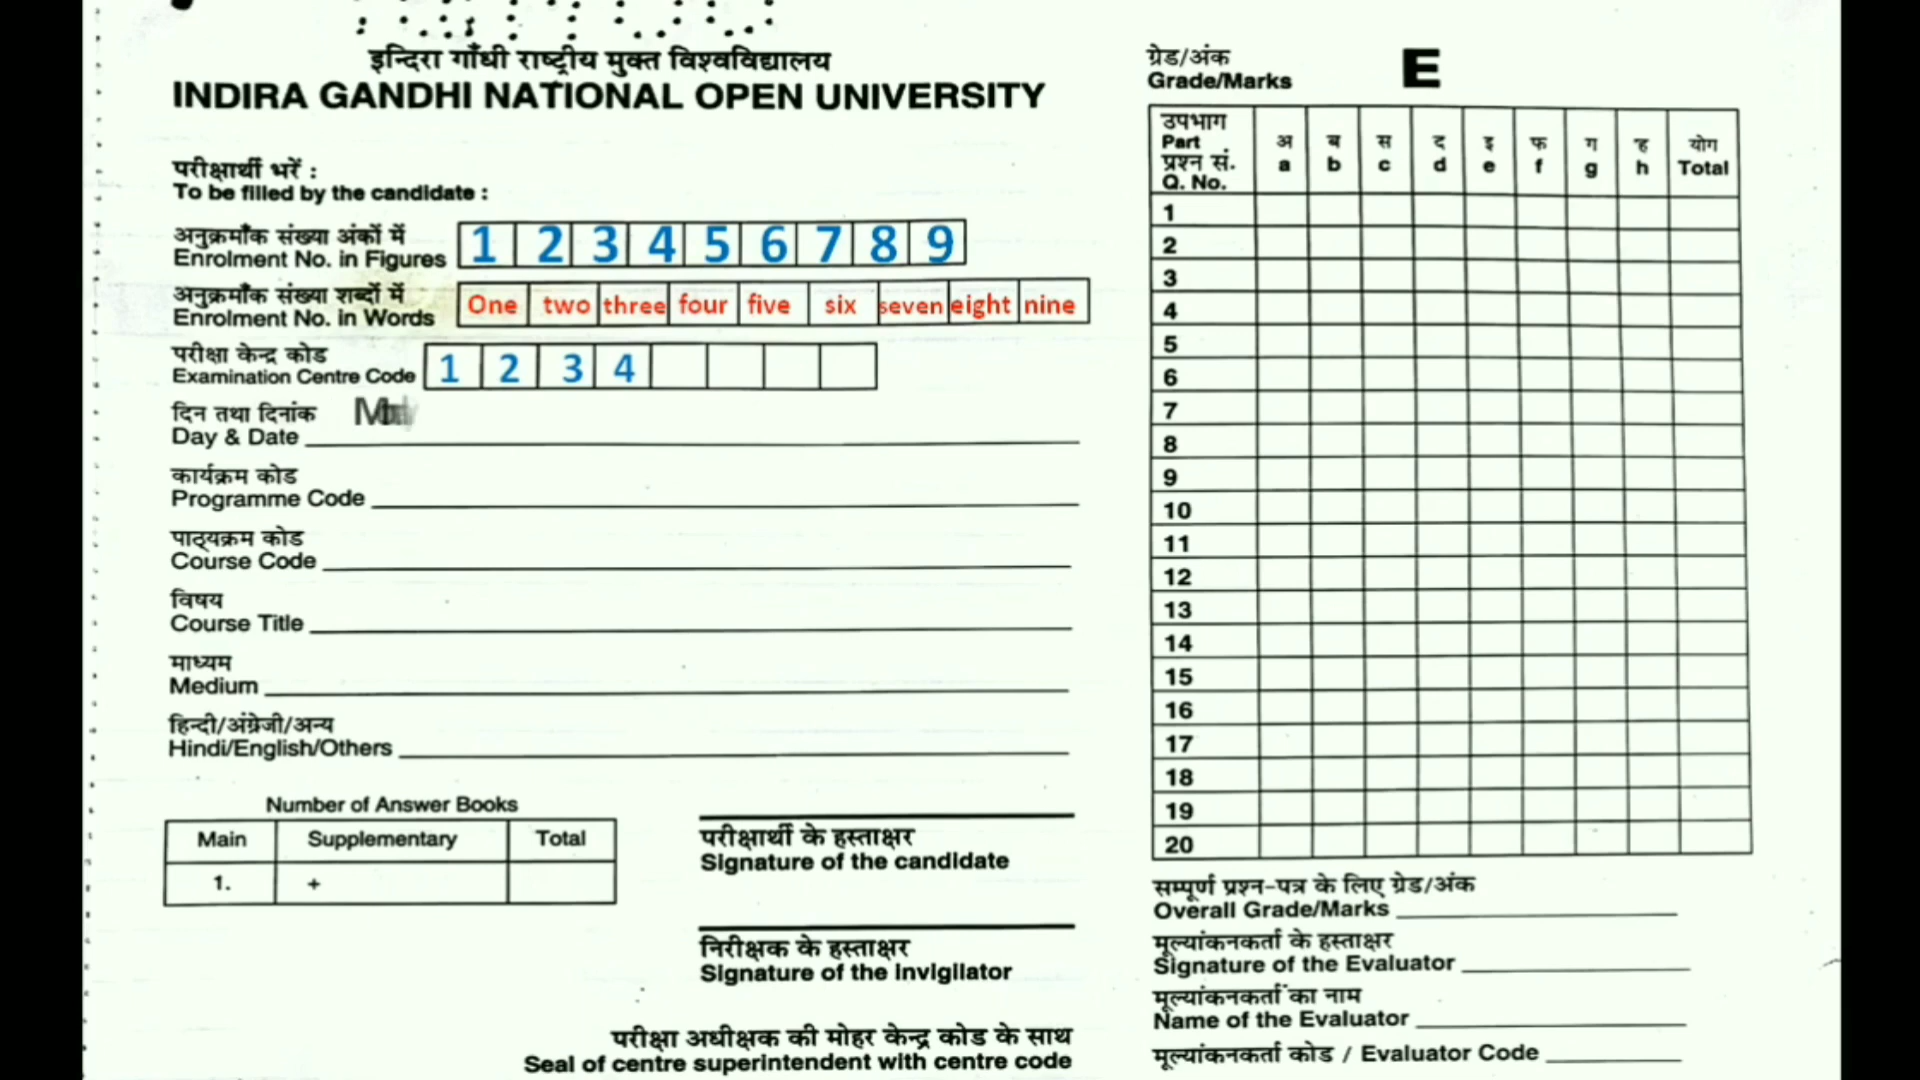 इन्दिरा गाँधी राष्ट्रीय मुक्त विश्वविद्यालय
INDIRA GANDHI NATIONAL OPEN UNIVERSITY
परीक्षार्थी भरें :
To be filled by the candidate :
अनुक्रमाँक संख्या अंकों में
Enrolment No. in Figures 1 2 3 4 5 6 7 8 9
अनुक्रमाँक संख्या शब्दों में
Enrolment No. in Words One two three four five six seven eight nine
परीक्षा केन्द्र कोड
Examination Centre Code 1 2 3 4
दिन तथा दिनांक
Day & Date
कार्यक्रम कोड
Programme Code
पाठ्यक्रम कोड
Course Code
विषय
Course Title
माध्यम
Medium
हिन्दी/अंग्रेजी/अन्य
Hindi/English/Others
Number of Answer Books
Main Supplementary Total
1. +
परीक्षार्थी के हस्ताक्षर
Signature of the candidate
निरीक्षक के हस्ताक्षर
Signature of the Invigilator
परीक्षा अधीक्षक की मोहर केन्द्र कोड के साथ
Seal of centre superintendent with centre code
ग्रेड/अंक
Grade/Marks E
उपभाग अ ब स द इ फ ग ह योग
Part a b c d e f g h Total
प्रश्न सं.
Q. No.
1
2
3
4
5
6
7
8
9
10
11
12
13
14
15
16
17
18
19
20
सम्पूर्ण प्रश्न-पत्र के लिए ग्रेड/अंक
Overall Grade/Marks
मूल्यांकनकर्ता के हस्ताक्षर
Signature of the Evaluator
मूल्यांकनकर्ता का नाम
Name of the Evaluator
मूल्यांकनकर्ता कोड / Evaluator Code